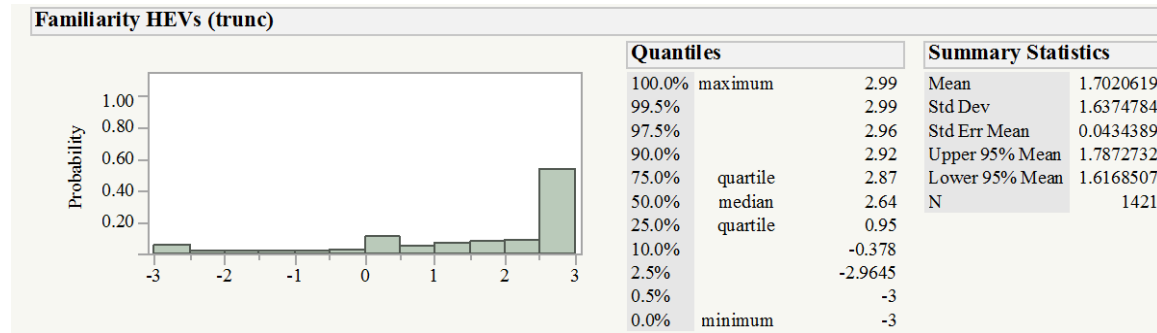 Familiarity HEVs (trunc)
Probability
1.00
0.80
0.60
0.40
0.20
-3 -2 -1 0 1 2 3
Quantiles
100.0% maximum 2.99
99.5% 2.99
97.5% 2.96
90.0% 2.92
75.0% quartile 2.87
50.0% median 2.64
25.0% quartile 0.95
10.0% -0.378
2.5% -2.9645
0.5% -3
0.0% minimum -3
Summary Statistics
Mean 1.7020619
Std Dev 1.6374784
Std Err Mean 0.0434389
Upper 95% Mean 1.7872732
Lower 95% Mean 1.6168507
N 1421